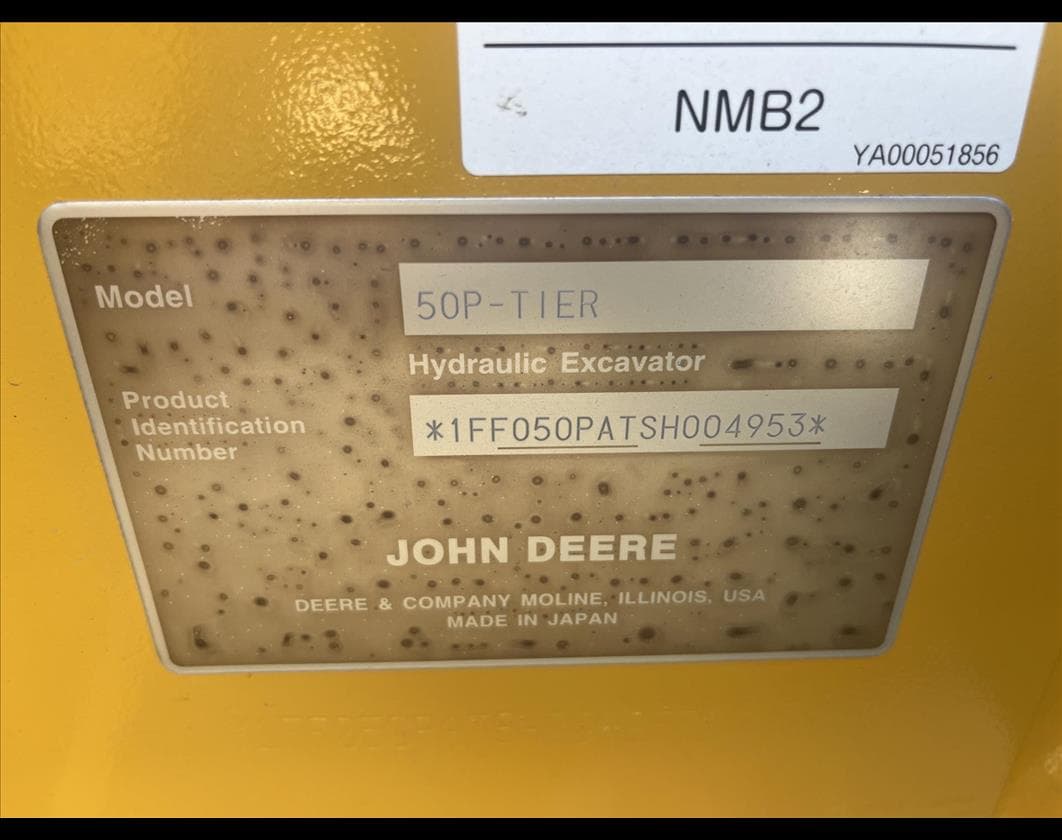 NMB2
YA00051856
Model
50P-TIER
Hydraulic Excavator
Product
Identification
Number
*1FF050PATSH004953*
JOHN DEERE
DEERE & COMPANY MOLINE, ILLINOIS, USA
MADE IN JAPAN